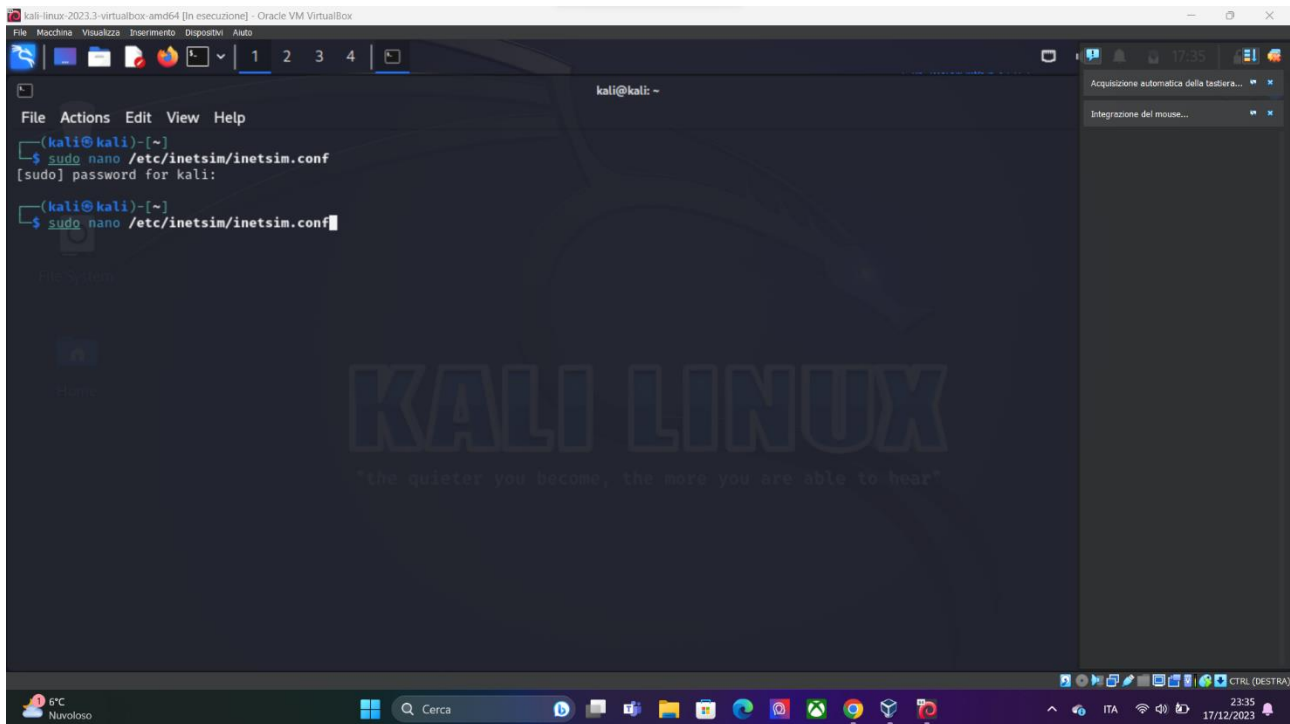 kali-linux-2023.3-virtualbox-amd64 [In esecuzione] - Oracle VM VirtualBox
File Macchina Visualizza Inserimento Dispositivi Aiuto
1 2 3 4
17:35
Acquisizione automatica della tastiera...
kali@kali: ~
Integrazione del mouse...
File Actions Edit View Help
(kali㉿kali)-[~]
$ sudo nano /etc/inetsim/inetsim.conf
[sudo] password for kali:
(kali㉿kali)-[~]
$ sudo nano /etc/inetsim/inetsim.conf
File System
Home
KALI LINUX
"the quieter you become, the more you are able to hear"
CTRL (DESTRA)
1
6°C
Nuvoloso
Cerca
ITA
23:35
17/12/2023